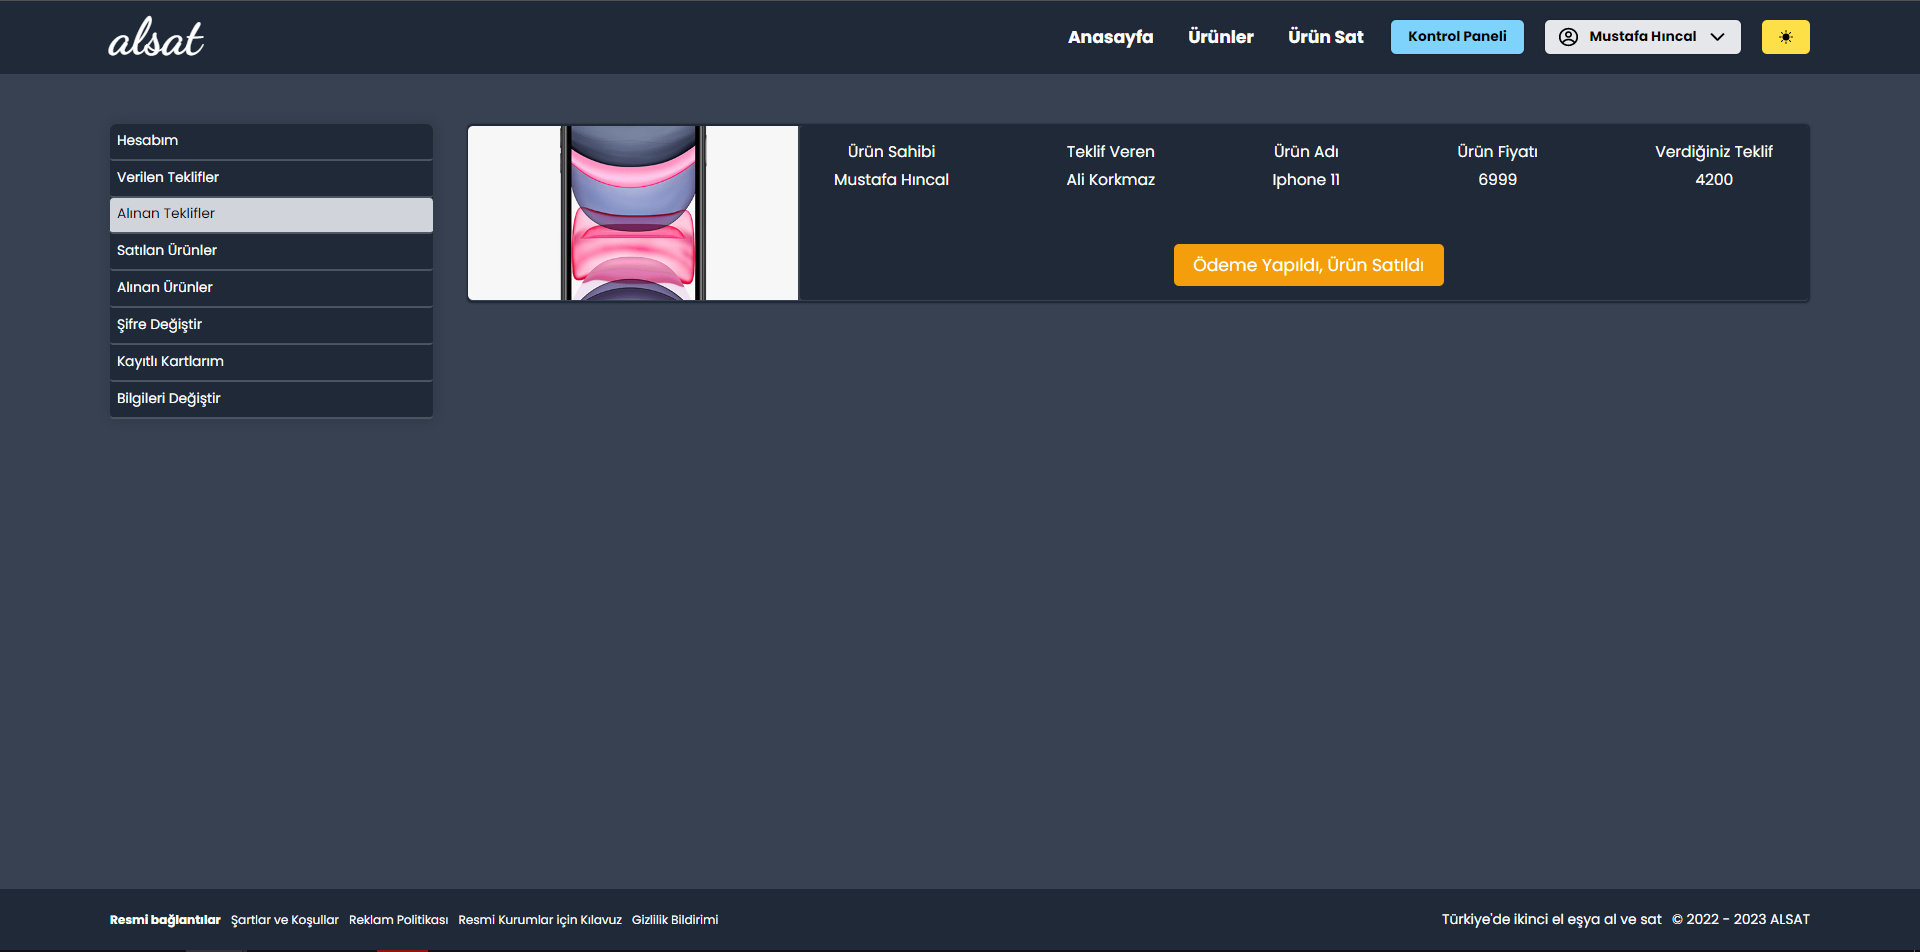 alsat
Anasayfa
Ürünler
Ürün Sat
Kontrol Paneli
Mustafa Hıncal
Hesabım
Verilen Teklifler
Alınan Teklifler
Satılan Ürünler
Alınan Ürünler
Şifre Değiştir
Kayıtlı Kartlarım
Bilgileri Değiştir
Ürün Sahibi
Mustafa Hıncal
Teklif Veren
Ali Korkmaz
Ürün Adı
Iphone 11
Ürün Fiyatı
6999
Verdiğiniz Teklif
4200
Ödeme Yapıldı, Ürün Satıldı
Resmi bağlantılar Şartlar ve Koşullar Reklam Politikası Resmi Kurumlar için Kılavuz Gizlilik Bildirimi
Türkiye'de ikinci el eşya al ve sat © 2022 - 2023 ALSAT